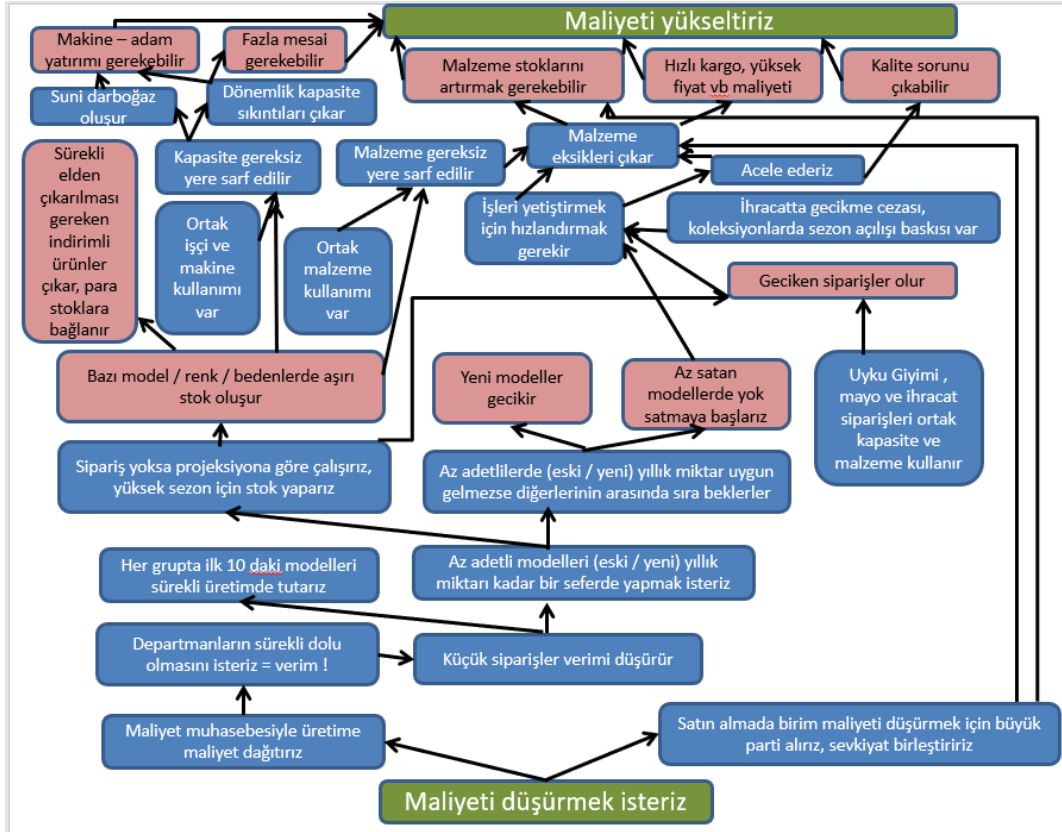 Maliyeti yükseltiriz
Makine – adam
yatırımı gerekebilir
Fazla mesai
gerekebilir
Malzeme stoklarını
artırmak gerekebilir
Hızlı kargo, yüksek
fiyat vb maliyeti
Kalite sorunu
çıkabilir
Suni darboğaz
oluşur
Dönemlik kapasite
sıkıntıları çıkar
Malzeme
eksikleri çıkar
Sürekli
elden
çıkarılması
gereken
indirimli
ürünler
çıkar, para
stoklara
bağlanır
Kapasite gereksiz
yere sarf edilir
Malzeme gereksiz
yere sarf edilir
Acele ederiz
Ortak
işçi ve
makine
kullanımı
var
Ortak
malzeme
kullanımı
var
İşleri yetiştirmek
için hızlandırmak
gerekir
İhracatta gecikme cezası,
koleksiyonlarda sezon açılışı baskısı var
Geciken siparişler olur
Bazı model / renk / bedenlerde aşırı
stok oluşur
Yeni modeller
gecikir
Az satan
modellerde yok
satmaya başlarız
Uyku Giyimi ,
mayo ve ihracat
siparişleri ortak
kapasite ve
malzeme kullanır
Sipariş yoksa projeksiyona göre çalışırız,
yüksek sezon için stok yaparız
Az adetlilerde (eski / yeni) yıllık miktar uygun
gelmezse diğerlerinin arasında sıra beklerler
Her grupta ilk 10 daki modelleri
sürekli üretimde tutarız
Az adetli modelleri (eski / yeni) yıllık
miktarı kadar bir seferde yapmak isteriz
Departmanların sürekli dolu
olmasını isteriz = verim !
Küçük siparişler verimi düşürür
Maliyet muhasebesiyle üretime
maliyet dağıtırız
Satın almada birim maliyeti düşürmek için büyük
parti alırız, sevkiyat birleştiririz
Maliyeti düşürmek isteriz